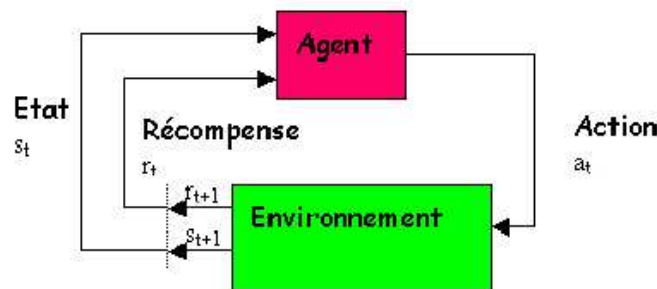 Agent
Etat
s_t
Récompense
r_t
Action
a_t
r_t+1
s_t+1
Environnement